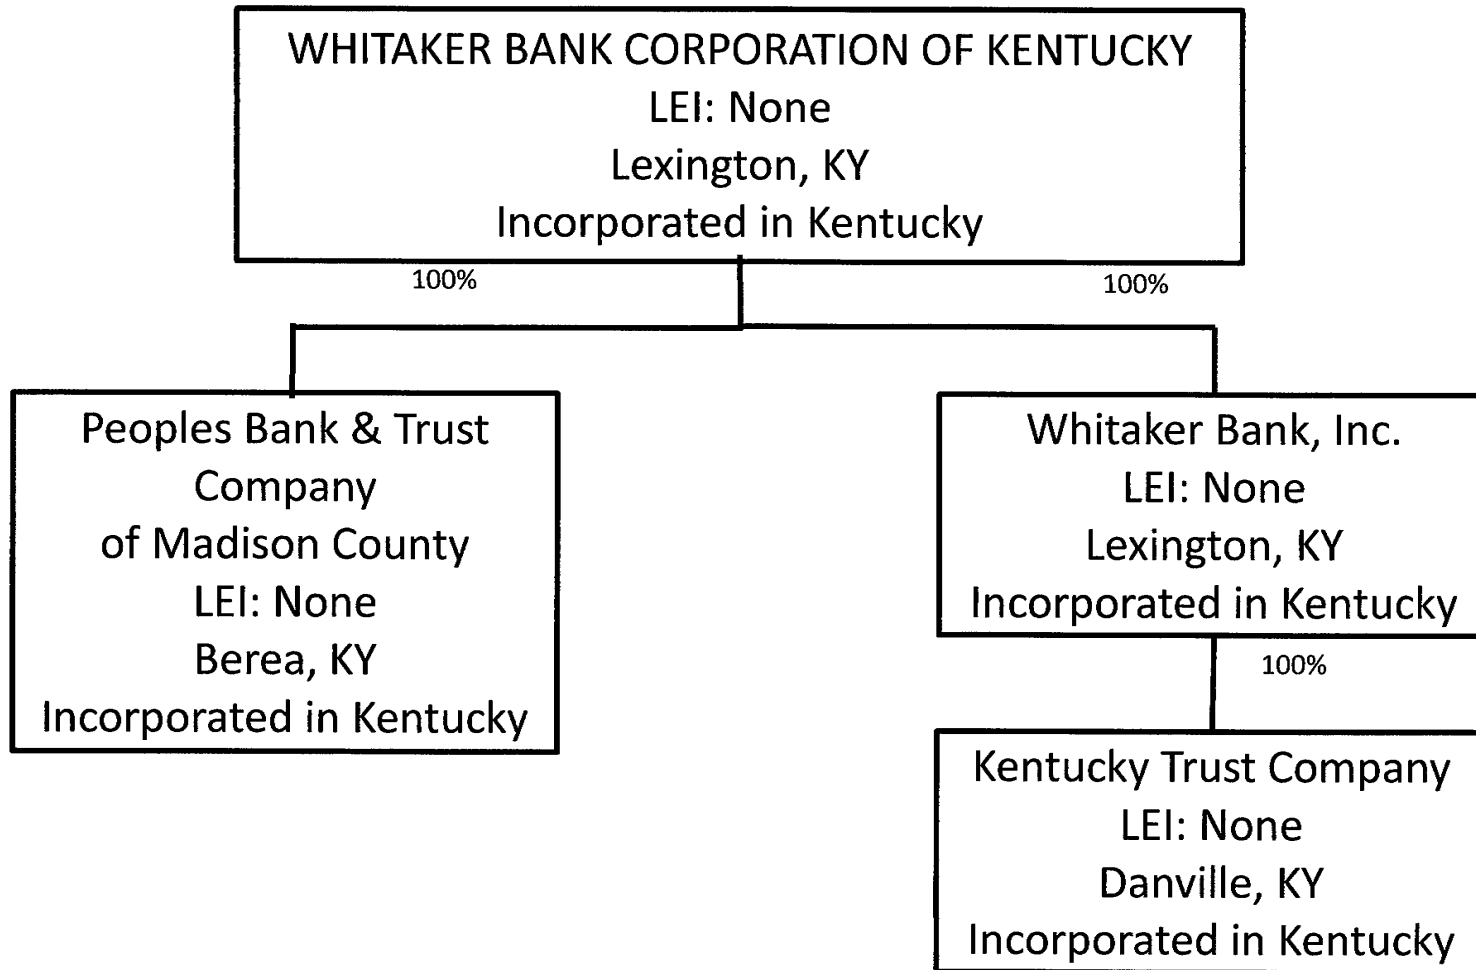 WHITAKER BANK CORPORATION OF KENTUCKY
LEI: None
Lexington, KY
Incorporated in Kentucky
100%
100%
Peoples Bank & Trust
Company
of Madison County
LEI: None
Berea, KY
Incorporated in Kentucky
Whitaker Bank, Inc.
LEI: None
Lexington, KY
Incorporated in Kentucky
100%
Kentucky Trust Company
LEI: None
Danville, KY
Incorporated in Kentucky